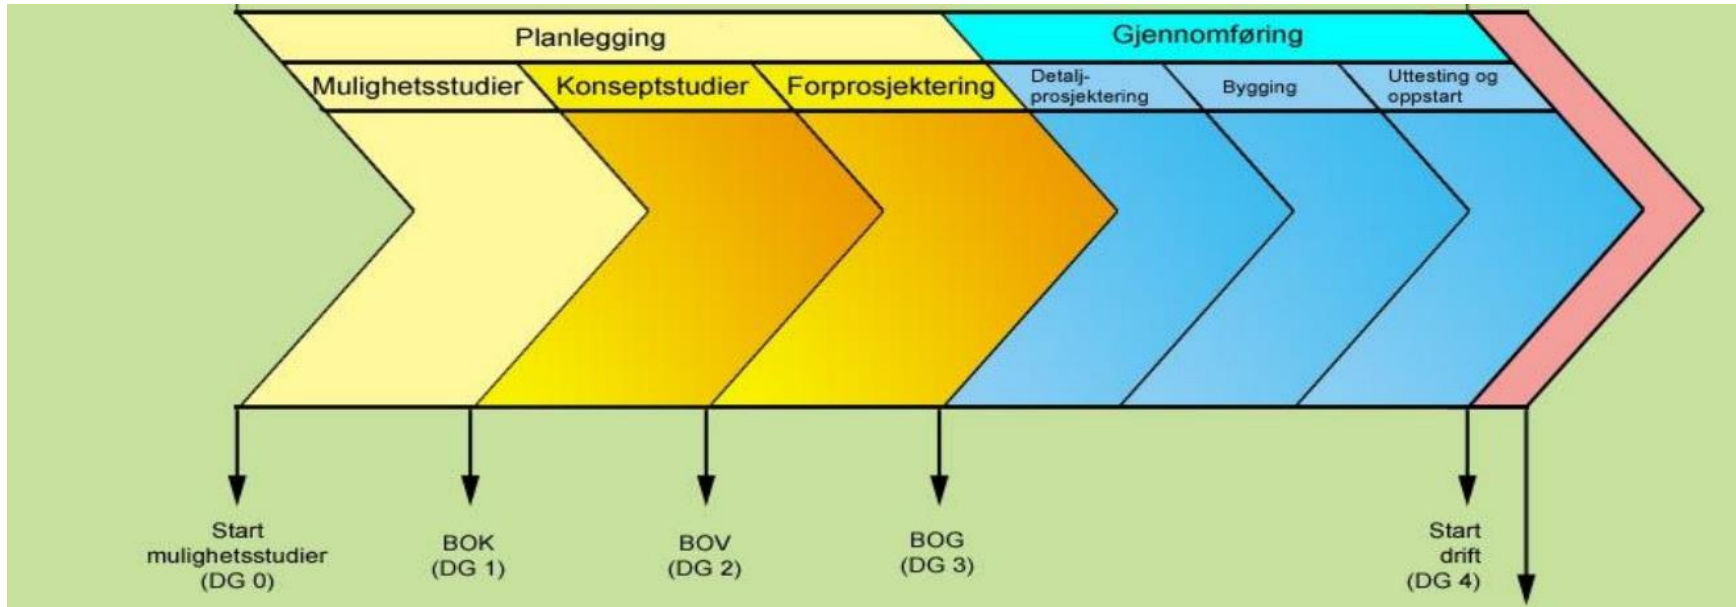 Planlegging
Gjennomføring
Mulighetsstudier
Konseptstudier
Forprosjektering
Detalj-
prosjektering
Bygging
Uttesting og
oppstart
Start
mulighetsstudier
(DG 0)
BOK
(DG 1)
BOV
(DG 2)
BOG
(DG 3)
Start
drift
(DG 4)